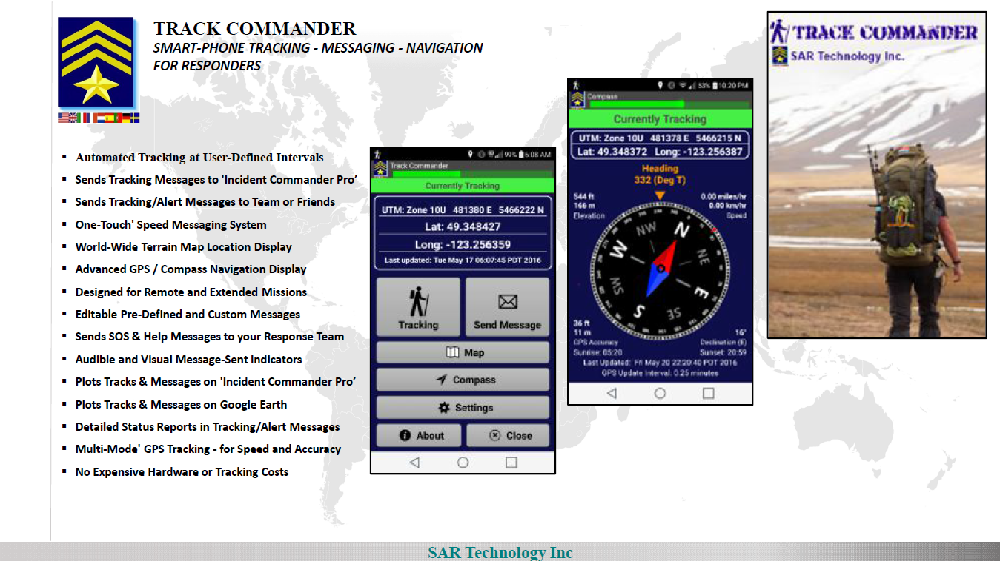 TRACK COMMANDER
SMART-PHONE TRACKING - MESSAGING - NAVIGATION
FOR RESPONDERS
▪ Automated Tracking at User-Defined Intervals
▪ Sends Tracking Messages to 'Incident Commander Pro’
▪ Sends Tracking/Alert Messages to Team or Friends
▪ One-Touch' Speed Messaging System
▪ World-Wide Terrain Map Location Display
▪ Advanced GPS / Compass Navigation Display
▪ Designed for Remote and Extended Missions
▪ Editable Pre-Defined and Custom Messages
▪ Sends SOS & Help Messages to your Response Team
▪ Audible and Visual Message-Sent Indicators
▪ Plots Tracks & Messages on 'Incident Commander Pro’
▪ Plots Tracks & Messages on Google Earth
▪ Detailed Status Reports in Tracking/Alert Messages
▪ Multi-Mode' GPS Tracking - for Speed and Accuracy
▪ No Expensive Hardware or Tracking Costs
99% 6:08 AM
Track Commander
Currently Tracking
UTM: Zone 10U 481380 E 5466222 N
Lat: 49.348427
Long: -123.256359
Last updated: Tue May 17 06:07:45 PDT 2016
Tracking
Send Message
Map
Compass
Settings
About
Close
53% 10:20 PM
Compass
Currently Tracking
UTM: Zone 10U 481378 E 5466215 N
Lat: 49.348372 Long: -123.256387
Heading
332 (Deg T)
544 ft
166 m
Elevation
0.00 miles/hr
0.00 km/hr
Speed
N
NE
E
SE
S
SW
W
NW
36 ft
11 m
GPS Accuracy
Sunrise: 05:20
16°
Declination (E)
Sunset: 20:59
Last Updated: Fri May 20 22:20:40 PDT 2016
GPS Update Interval: 0.25 minutes
TRACK COMMANDER
SAR Technology Inc.
SAR Technology Inc